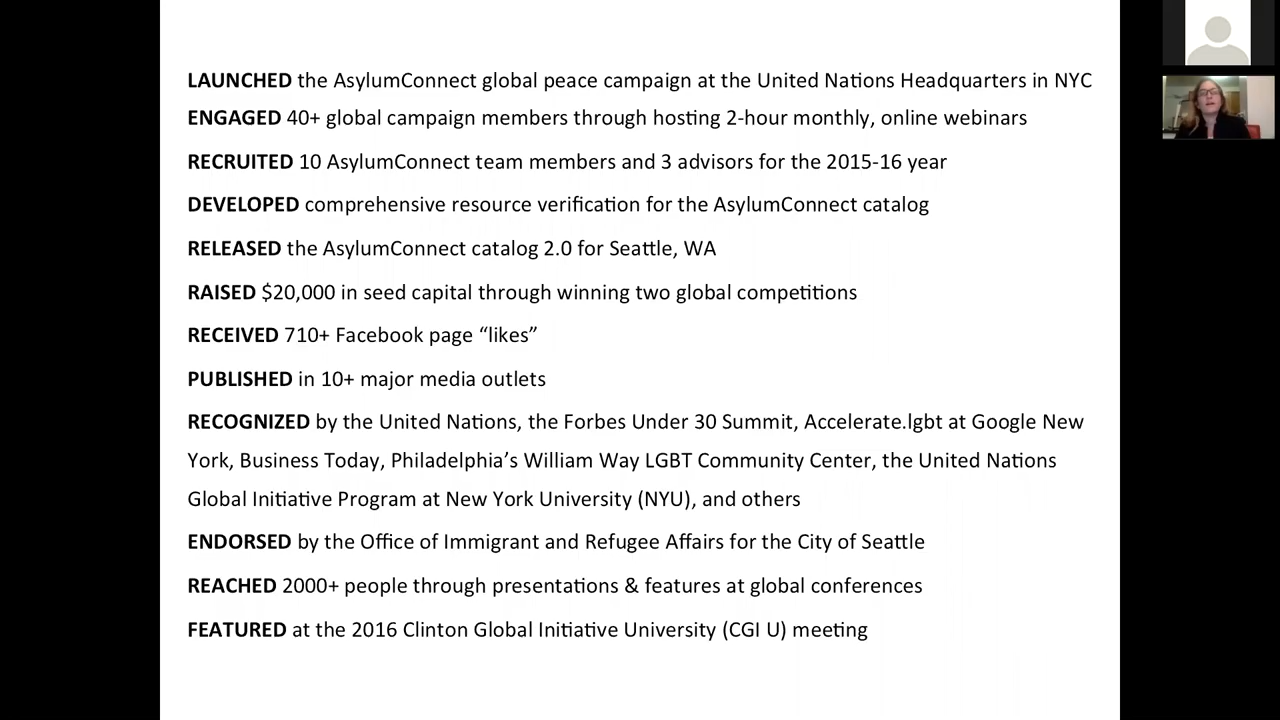 LAUNCHED the AsylumConnect global peace campaign at the United Nations Headquarters in NYC
ENGAGED 40+ global campaign members through hosting 2-hour monthly, online webinars
RECRUITED 10 AsylumConnect team members and 3 advisors for the 2015-16 year
DEVELOPED comprehensive resource verification for the AsylumConnect catalog
RELEASED the AsylumConnect catalog 2.0 for Seattle, WA
RAISED $20,000 in seed capital through winning two global competitions
RECEIVED 710+ Facebook page “likes”
PUBLISHED in 10+ major media outlets
RECOGNIZED by the United Nations, the Forbes Under 30 Summit, Accelerate.lgbt at Google New
York, Business Today, Philadelphia’s William Way LGBT Community Center, the United Nations
Global Initiative Program at New York University (NYU), and others
ENDORSED by the Office of Immigrant and Refugee Affairs for the City of Seattle
REACHED 2000+ people through presentations & features at global conferences
FEATURED at the 2016 Clinton Global Initiative University (CGI U) meeting